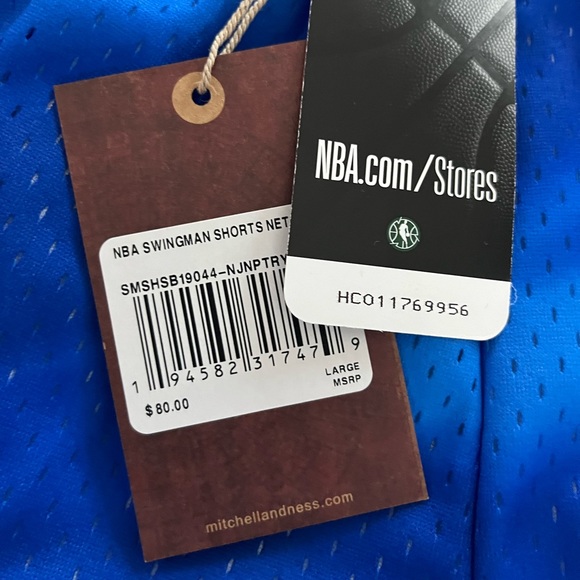 NBA.com/Stores
HC011769956
NBA SWINGMAN SHORTS NET
SMSHSB19044-NJNPTRY
1 94582 31747 9
LARGE
MSRP
$80.00
mitchellandness.com